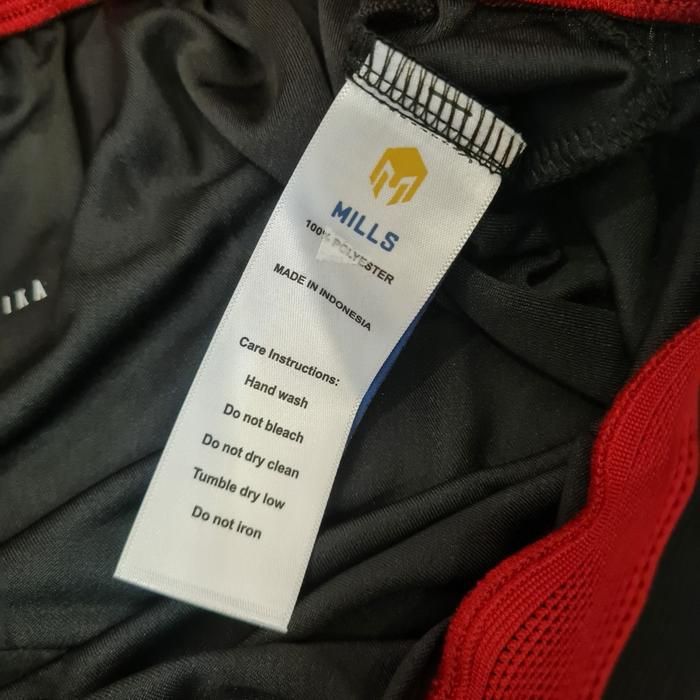 MILLS
100% POLYESTER
MADE IN INDONESIA
Care Instructions:
Hand wash
Do not bleach
Do not dry clean
Tumble dry low
Do not iron
IKA